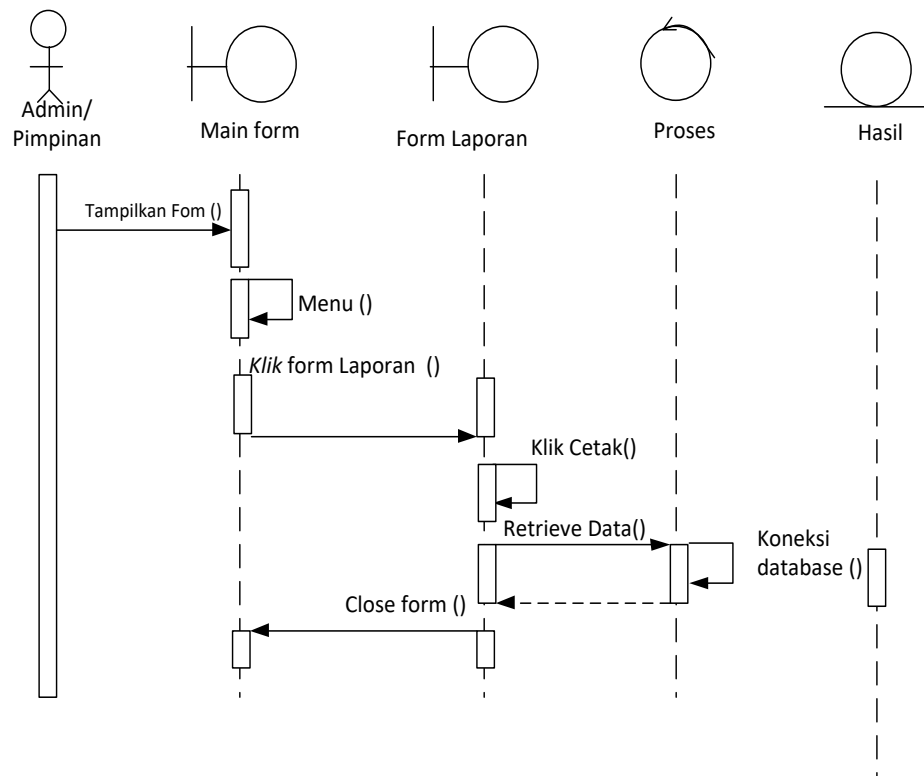 Admin/
Pimpinan
Main form
Form Laporan
Proses
Hasil
Tampilkan Fom ()
Menu ()
Klik form Laporan ()
Klik Cetak()
Retrieve Data()
Koneksi
database ()
Close form ()